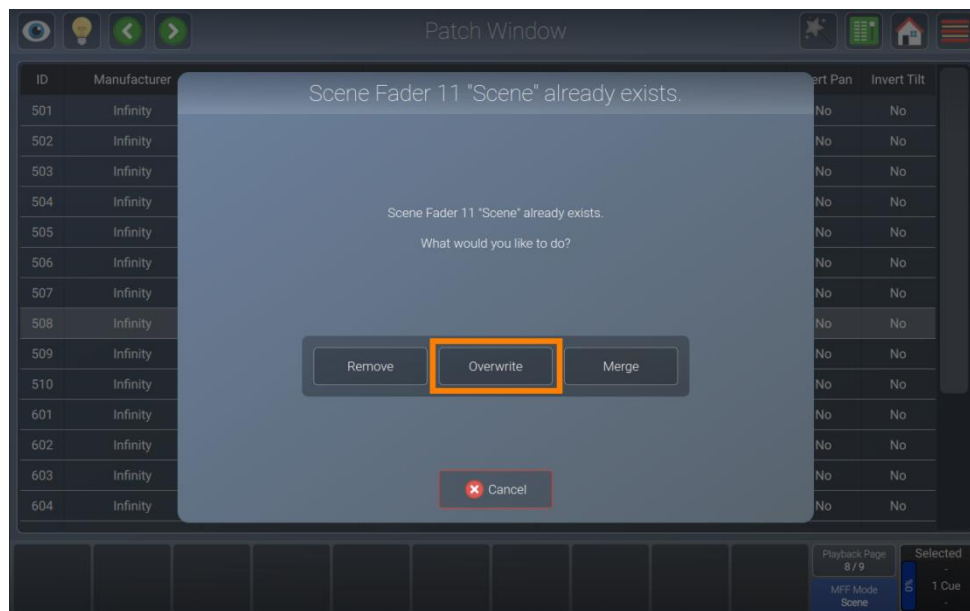 Patch Window
ID Manufacturer ert Pan Invert Tilt
Scene Fader 11 "Scene" already exists.
501 Infinity No No
502 Infinity No No
503 Infinity No No
504 Infinity No No
Scene Fader 11 "Scene" already exists.
505 Infinity No No
What would you like to do?
506 Infinity No No
507 Infinity No No
508 Infinity No No
509 Infinity No No
Remove Overwrite Merge
510 Infinity No No
601 Infinity No No
602 Infinity No No
603 Infinity No No
Cancel
604 Infinity No No
Playback Page Selected
8 / 9 -
MFF Mode 0% 1 Cue
Scene -